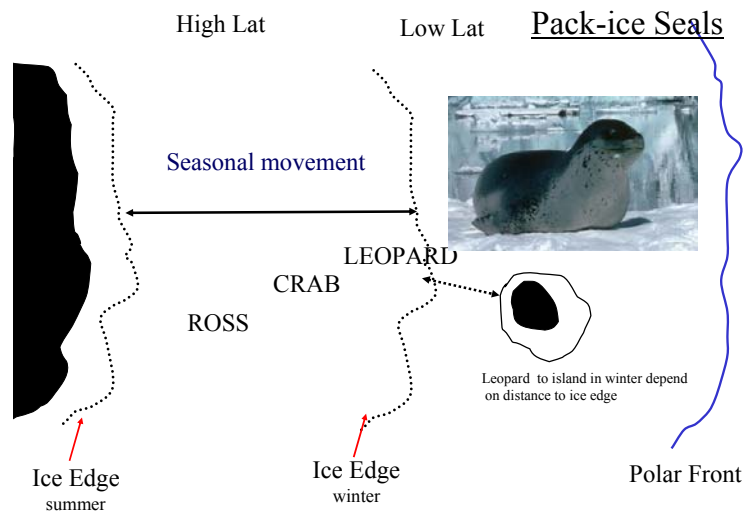 High Lat
Low Lat
Pack-ice Seals
Seasonal movement
LEOPARD
CRAB
ROSS
Leopard to island in winter depend
on distance to ice edge
Ice Edge
summer
Ice Edge
winter
Polar Front